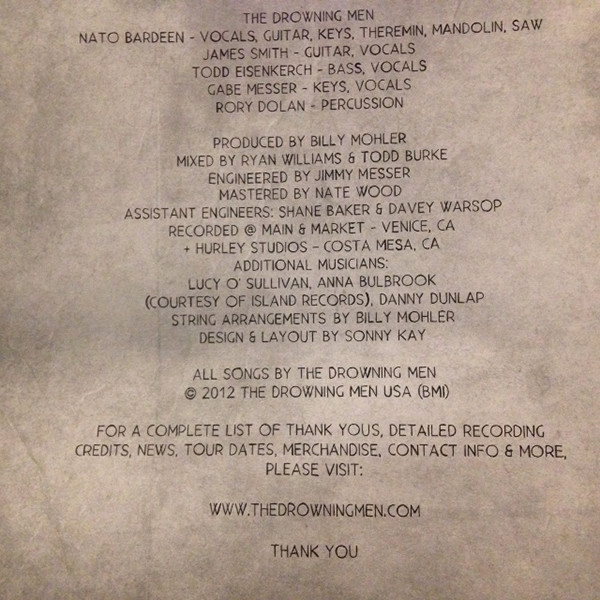 THE DROWNING MEN
NATO BARDEEN - VOCALS, GUITAR, KEYS, THEREMIN, MANDOLIN, SAW
JAMES SMITH - GUITAR, VOCALS
TODD EISENKERCH - BASS, VOCALS
GABE MESSER - KEYS, VOCALS
RORY DOLAN - PERCUSSION
PRODUCED BY BILLY MOHLER
MIXED BY RYAN WILLIAMS & TODD BURKE
ENGINEERED BY JIMMY MESSER
MASTERED BY NATE WOOD
ASSISTANT ENGINEERS: SHANE BAKER & DAVEY WARSOP
RECORDED @ MAIN & MARKET - VENICE, CA
+ HURLEY STUDIOS - COSTA MESA, CA
ADDITIONAL MUSICIANS:
LUCY O' SULLIVAN, ANNA BULBROOK
(COURTESY OF ISLAND RECORDS), DANNY DUNLAP
STRING ARRANGEMENTS BY BILLY MOHLER
DESIGN & LAYOUT BY SONNY KAY
ALL SONGS BY THE DROWNING MEN
© 2012 THE DROWNING MEN USA (BMI)
FOR A COMPLETE LIST OF THANK YOUS, DETAILED RECORDING
CREDITS, NEWS, TOUR DATES, MERCHANDISE, CONTACT INFO & MORE,
PLEASE VISIT:
WWW.THEDROWNINGMEN.COM
THANK YOU